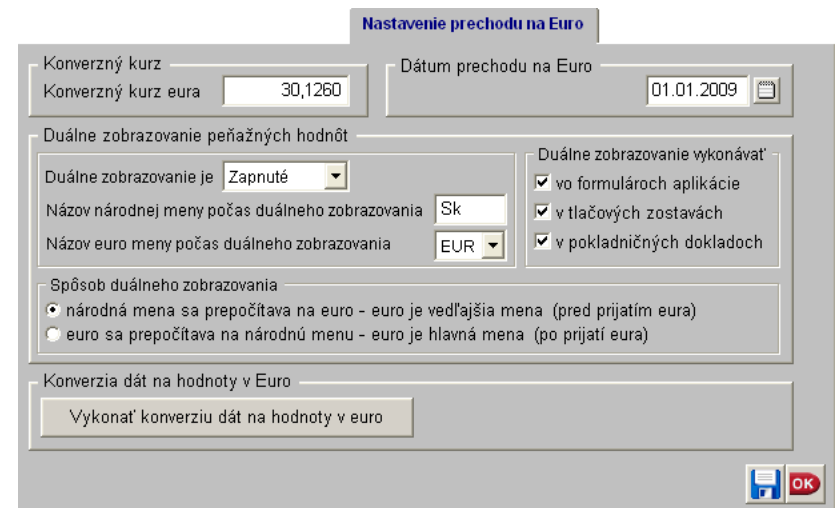 Nastavenie prechodu na Euro
Konverzný kurz
Konverzný kurz eura 30,1260
Dátum prechodu na Euro
01.01.2009
Duálne zobrazovanie peňažných hodnôt
Duálne zobrazovanie je Zapnuté
Názov národnej meny počas duálneho zobrazovania Sk
Názov euro meny počas duálneho zobrazovania EUR
Duálne zobrazovanie vykonávať
vo formulároch aplikácie
v tlačových zostavách
v pokladničných dokladoch
Spôsob duálneho zobrazovania
národná mena sa prepočítava na euro - euro je vedľajšia mena (pred prijatím eura)
euro sa prepočítava na národnú menu - euro je hlavná mena (po prijatí eura)
Konverzia dát na hodnoty v Euro
Vykonať konverziu dát na hodnoty v euro
OK